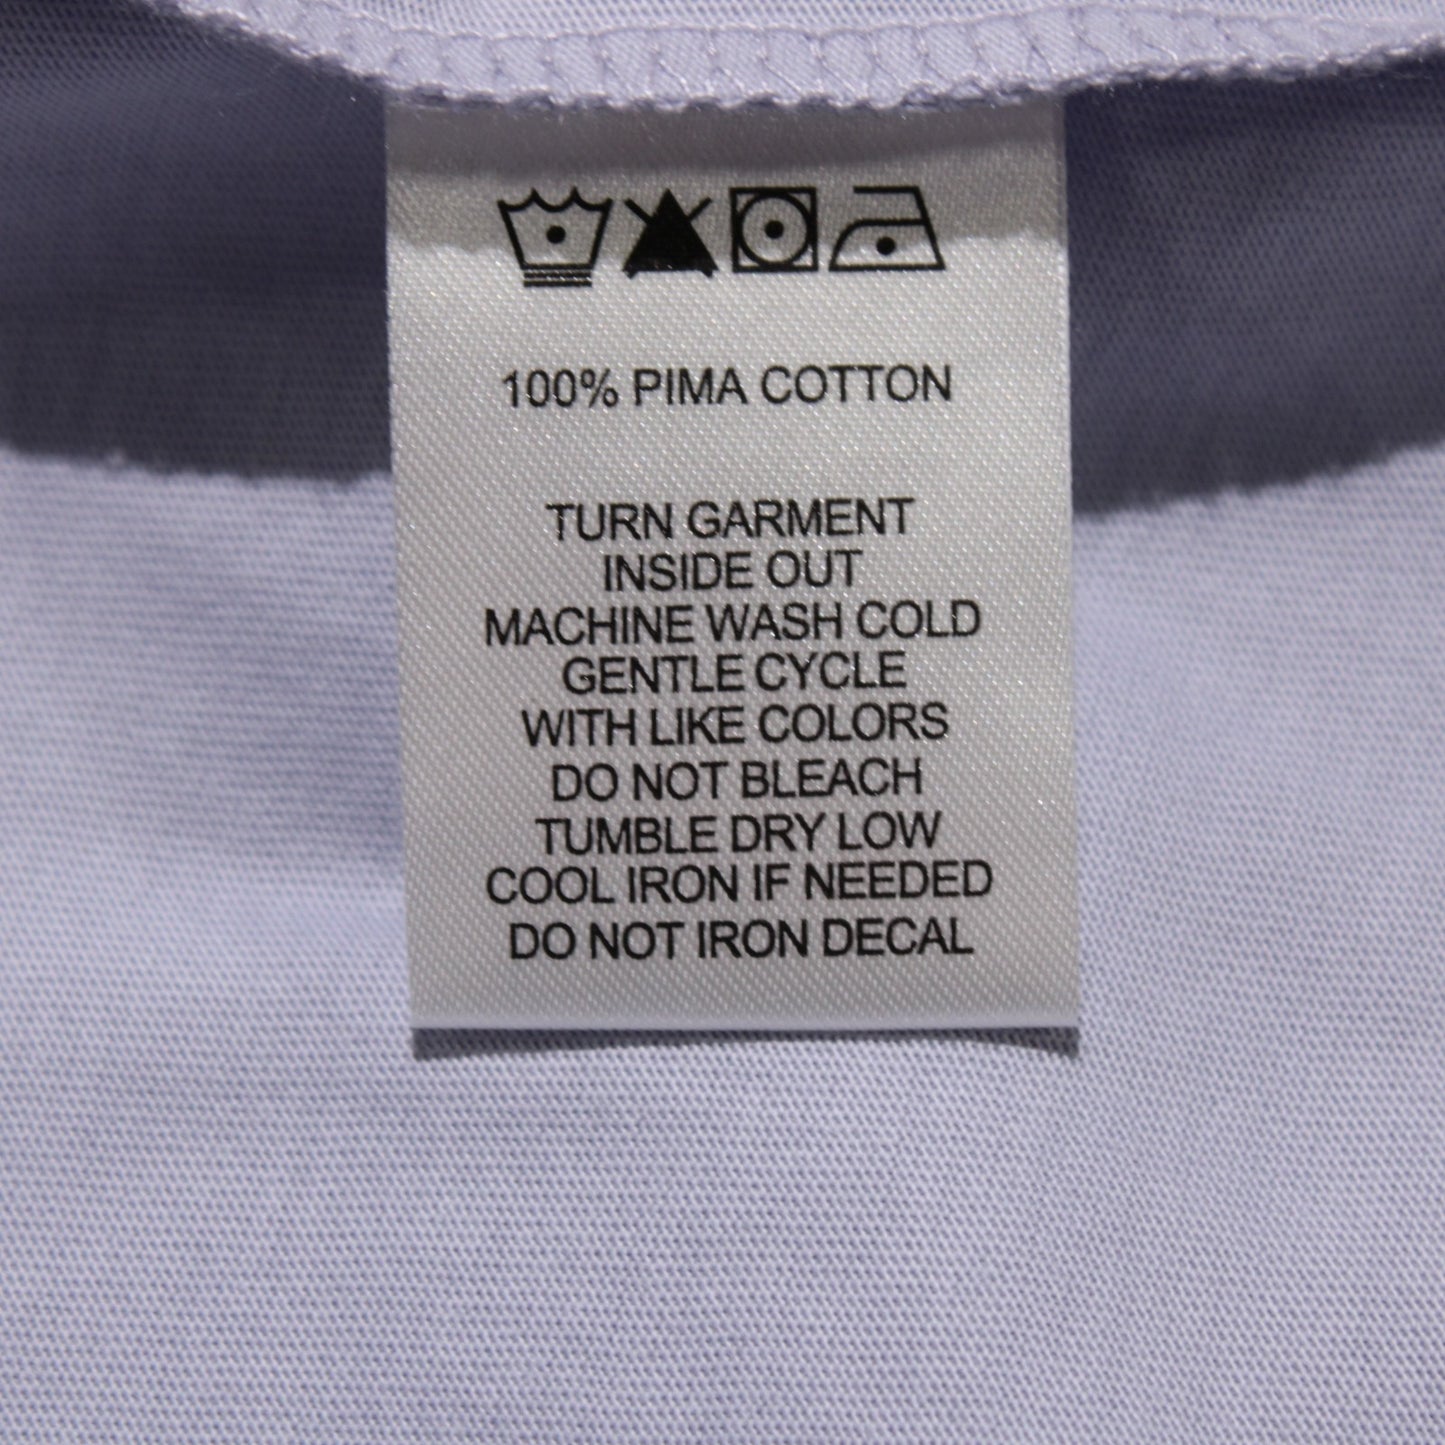 100% PIMA COTTON
TURN GARMENT
INSIDE OUT
MACHINE WASH COLD
GENTLE CYCLE
WITH LIKE COLORS
DO NOT BLEACH
TUMBLE DRY LOW
COOL IRON IF NEEDED
DO NOT IRON DECAL